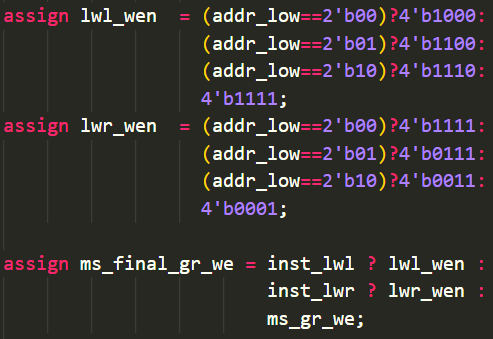 assign lwl_wen  = (addr_low==2'b00)?4'b1000:
                  (addr_low==2'b01)?4'b1100:
                  (addr_low==2'b10)?4'b1110:
                  4'b1111;
assign lwr_wen  = (addr_low==2'b00)?4'b1111:
                  (addr_low==2'b01)?4'b0111:
                  (addr_low==2'b10)?4'b0011:
                  4'b0001;

assign ms_final_gr_we = inst_lwl ? lwl_wen :
                        inst_lwr ? lwr_wen :
                        ms_gr_we;